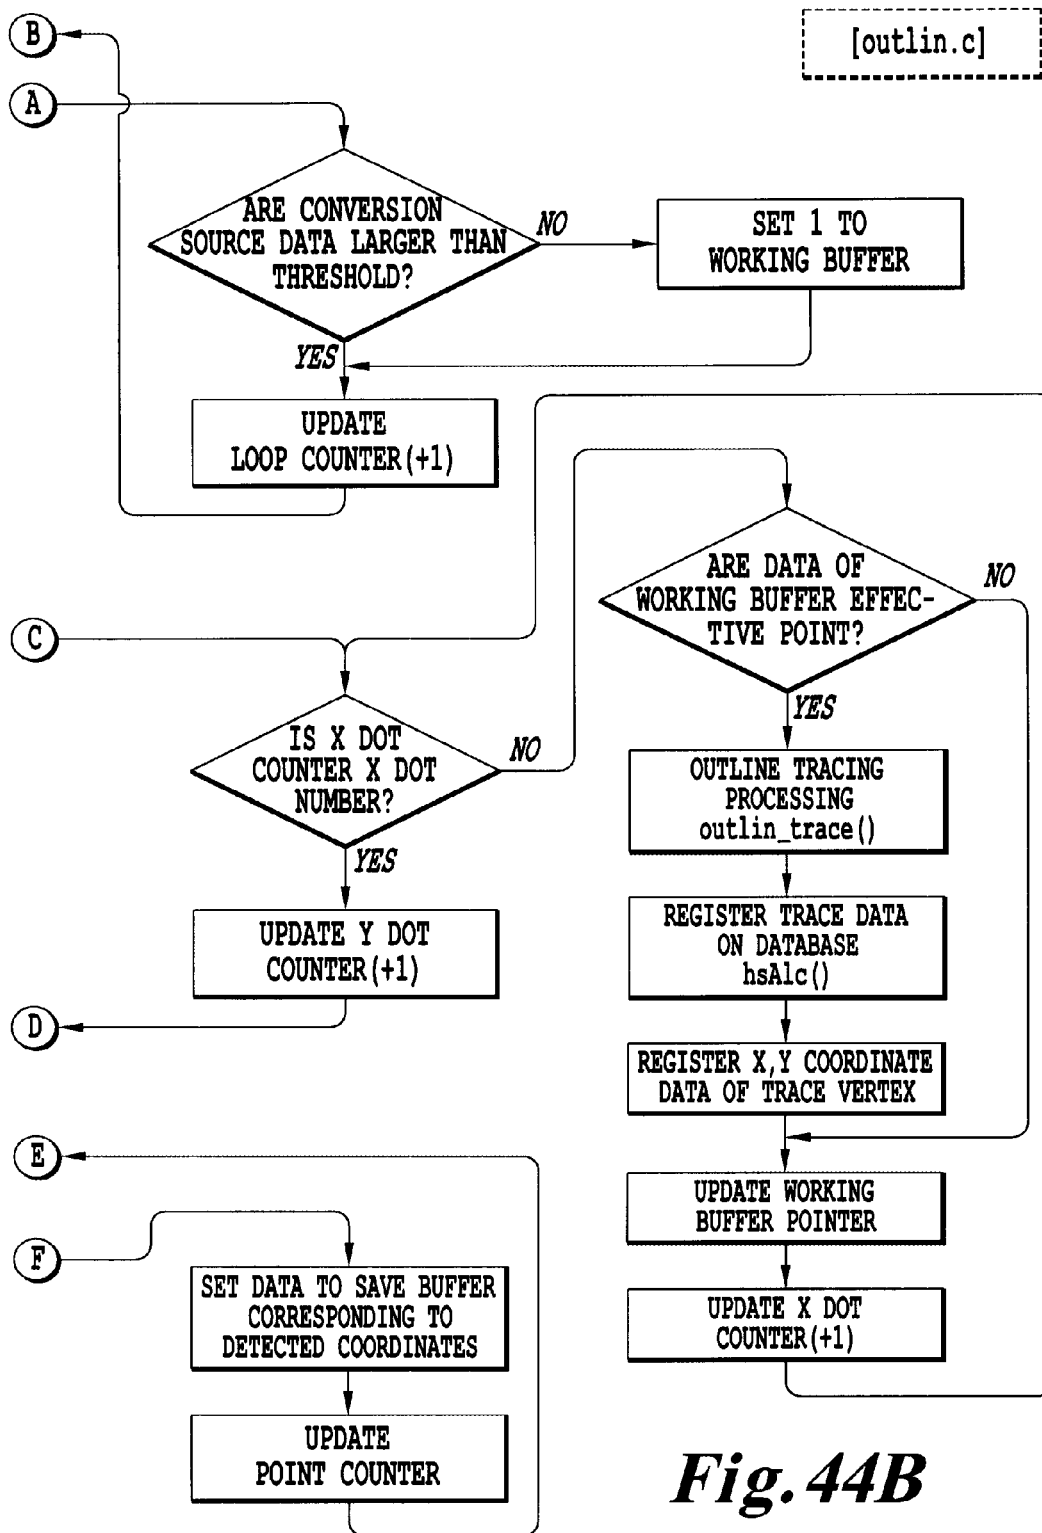 B
[outlin.c]
A
ARE CONVERSION
SOURCE DATA LARGER THAN
THRESHOLD?
NO
SET 1 TO
WORKING BUFFER
YES
UPDATE
LOOP COUNTER(+1)
ARE DATA OF
WORKING BUFFER EFFEC-
TIVE POINT?
NO
YES
C
IS X DOT
COUNTER X DOT
NUMBER?
NO
YES
OUTLINE TRACING
PROCESSING
outlin_trace()
UPDATE Y DOT
COUNTER(+1)
REGISTER TRACE DATA
ON DATABASE
hsAlc()
D
REGISTER X,Y COORDINATE
DATA OF TRACE VERTEX
E
UPDATE WORKING
BUFFER POINTER
F
SET DATA TO SAVE BUFFER
CORRESPONDING TO
DETECTED COORDINATES
UPDATE X DOT
COUNTER(+1)
UPDATE
POINT COUNTER
Fig. 44B